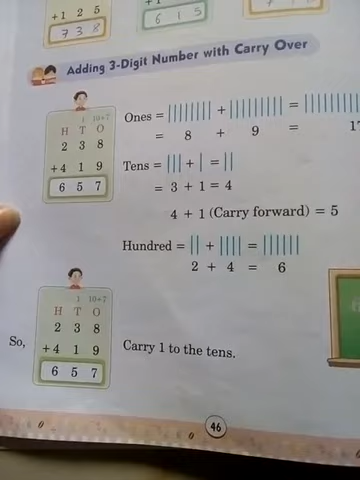 + 1 2 5
7 3 8
6 1 5
Adding 3-Digit Number with Carry Over
1 10+7
H T O
2 3 8
+ 4 1 9
6 5 7
Ones = + =
= 8 + 9 =
Tens = + =
= 3 + 1 = 4
4 + 1 (Carry forward) = 5
Hundred = + =
2 + 4 = 6
So,
1 10+7
H T O
2 3 8
+ 4 1 9
6 5 7
Carry 1 to the tens.
46